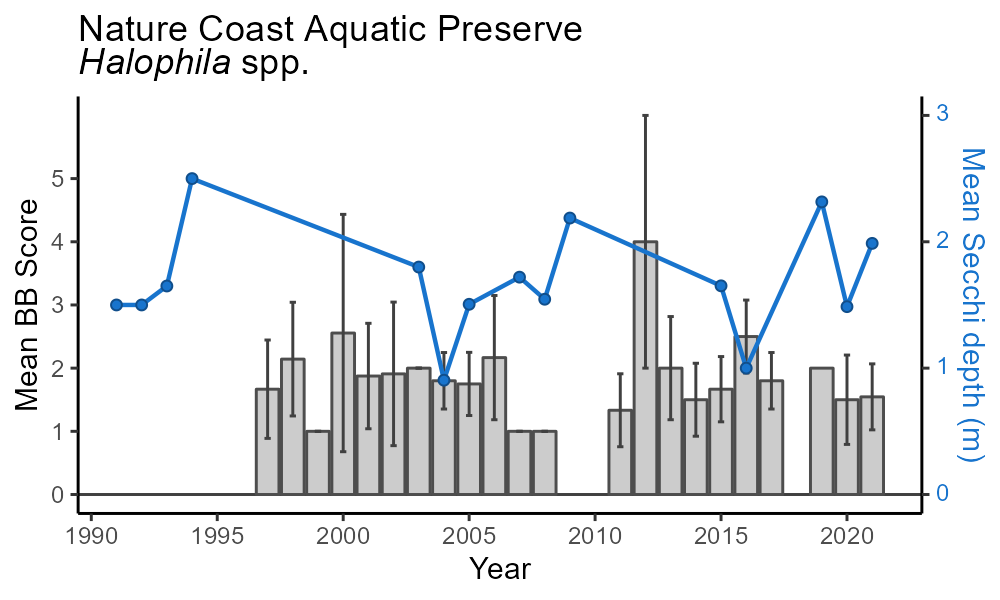 Nature Coast Aquatic Preserve
Halophila spp.
Mean BB Score
5
4
3
2
1
0
3
2
1
0
Mean Secchi depth (m)
1990 1995 2000 2005 2010 2015 2020
Year